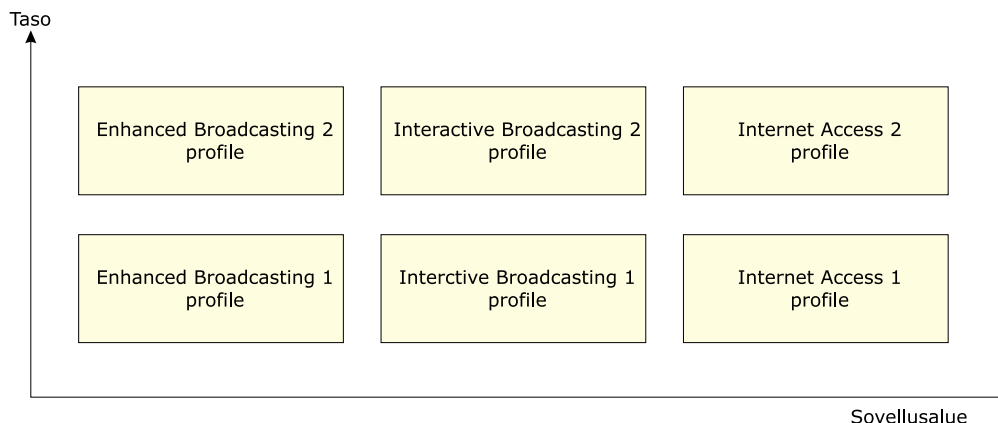 Taso
Enhanced Broadcasting 2
profile
Interactive Broadcasting 2
profile
Internet Access 2
profile
Enhanced Broadcasting 1
profile
Interctive Broadcasting 1
profile
Internet Access 1
profile
Sovellusalue